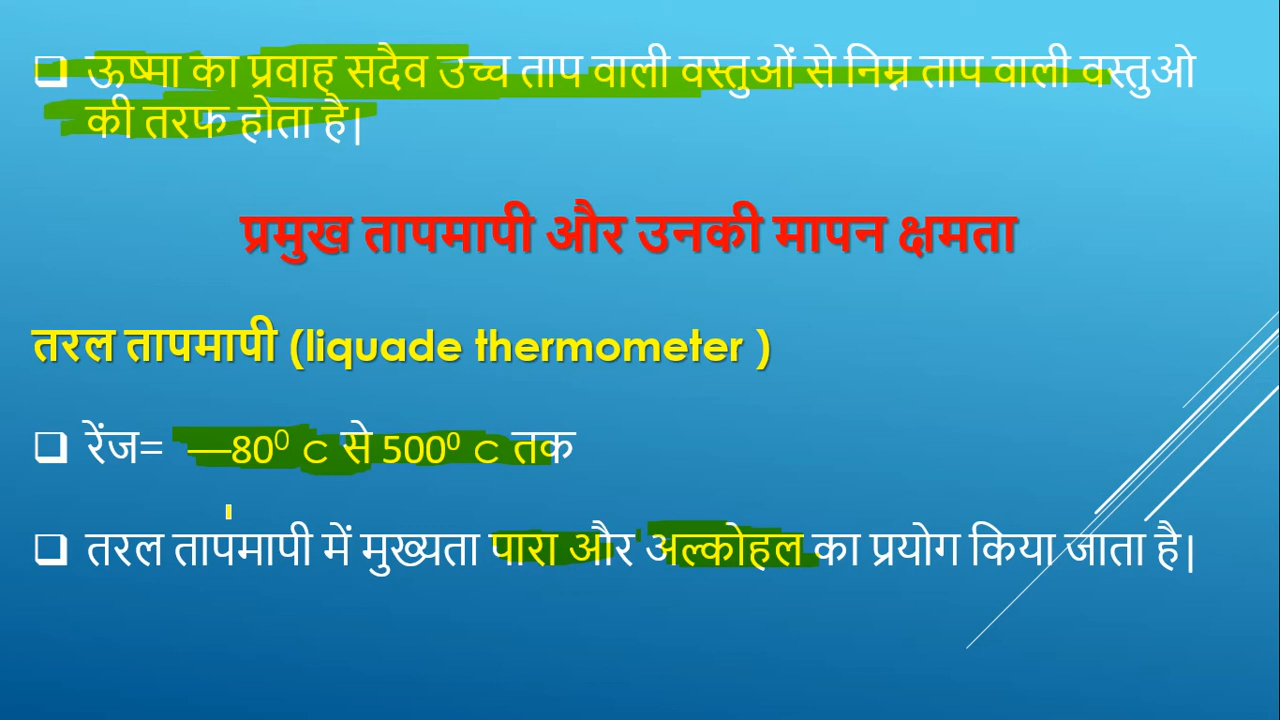 ऊष्मा का प्रवाह सदैव उच्च ताप वाली वस्तुओं से निम्न ताप वाली वस्तुओ
की तरफ होता है|
प्रमुख तापमापी और उनकी मापन क्षमता
तरल तापमापी (liquade thermometer )
रेंज= —80⁰ c से 500⁰ c तक
तरल तापमापी में मुख्यता पारा और अल्कोहल का प्रयोग किया जाता है|